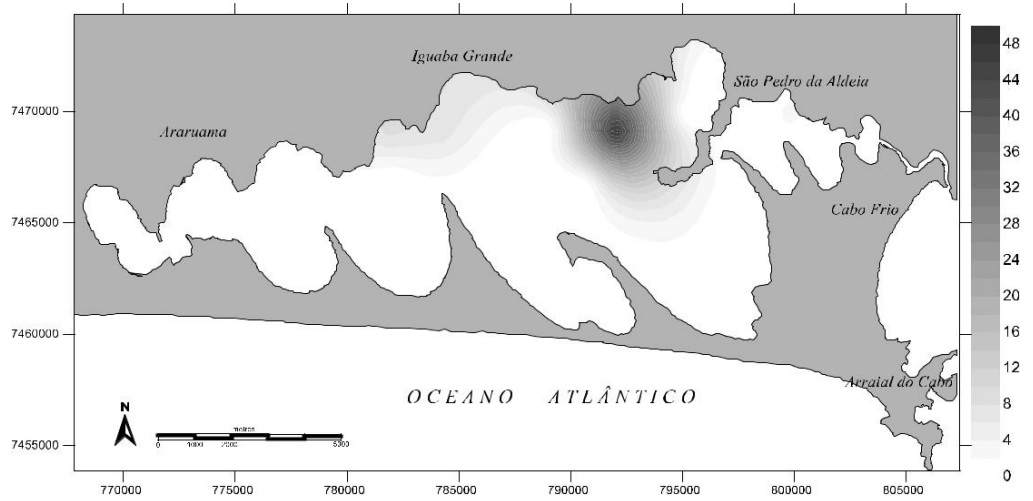 Iguaba Grande
São Pedro da Aldeia
Araruama
Cabo Frio
Arraial do Cabo
OCEANO ATLÂNTICO
N
metros
0
7470000
7465000
7460000
7455000
770000 775000 780000 785000 790000 795000 800000 805000
48
44
40
36
32
28
24
20
16
12
8
4
0